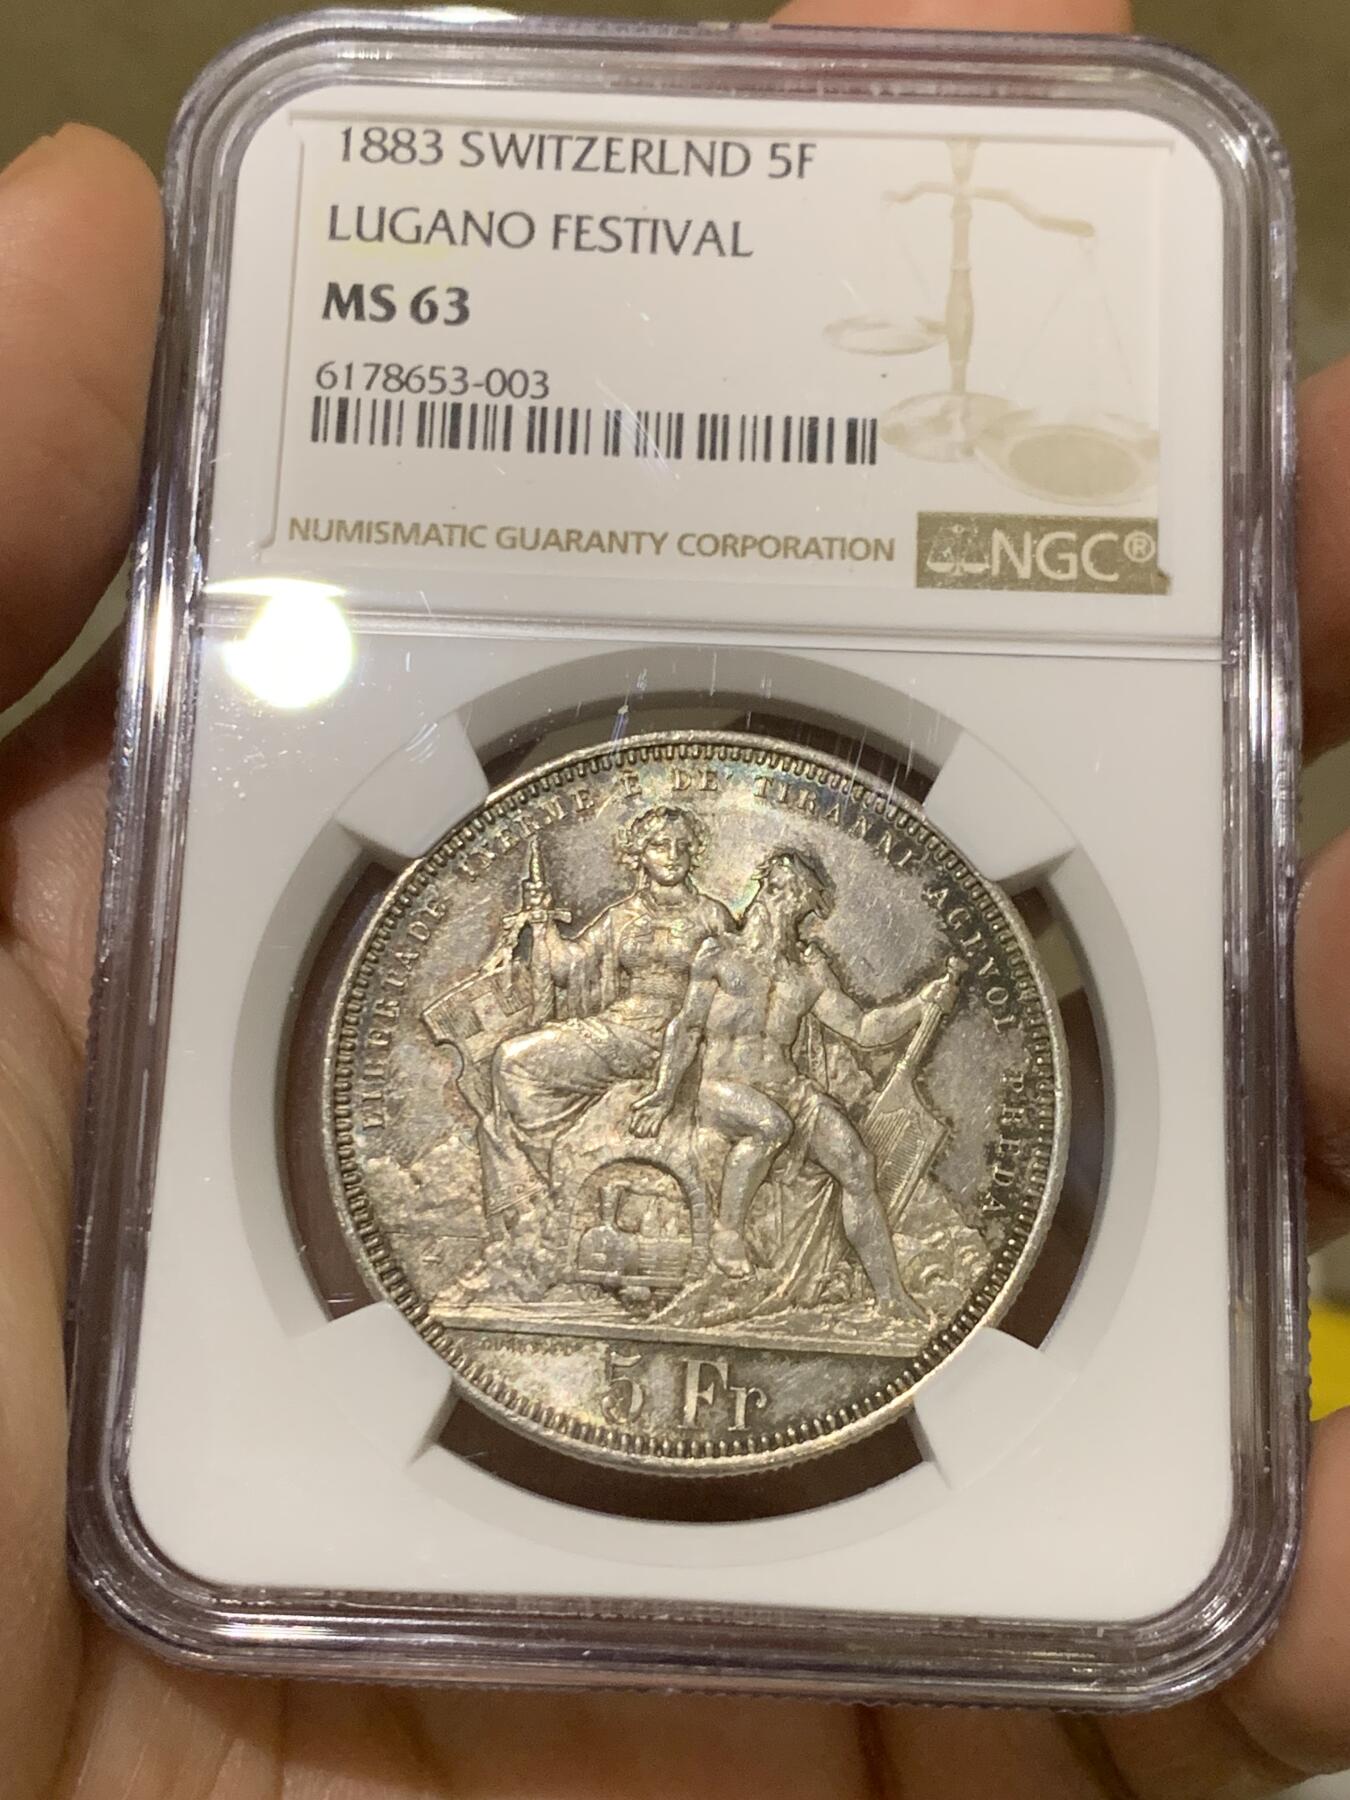 1883 SWITZERLND 5F
LUGANO FESTIVAL
MS 63
6178653-003
NUMISMATIC GUARANTY CORPORATION
NGC®
LIBERTADE INERME È DE' TIRANNI AGEVOL PREDA
5 Fr